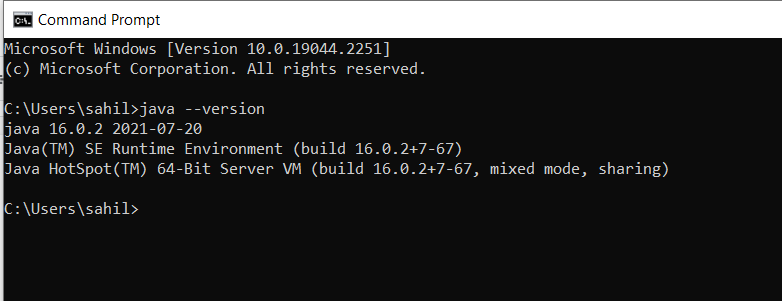 Command Prompt
Microsoft Windows [Version 10.0.19044.2251]
(c) Microsoft Corporation. All rights reserved.
C:\Users\sahil>java --version
java 16.0.2 2021-07-20
Java(TM) SE Runtime Environment (build 16.0.2+7-67)
Java HotSpot(TM) 64-Bit Server VM (build 16.0.2+7-67, mixed mode, sharing)
C:\Users\sahil>